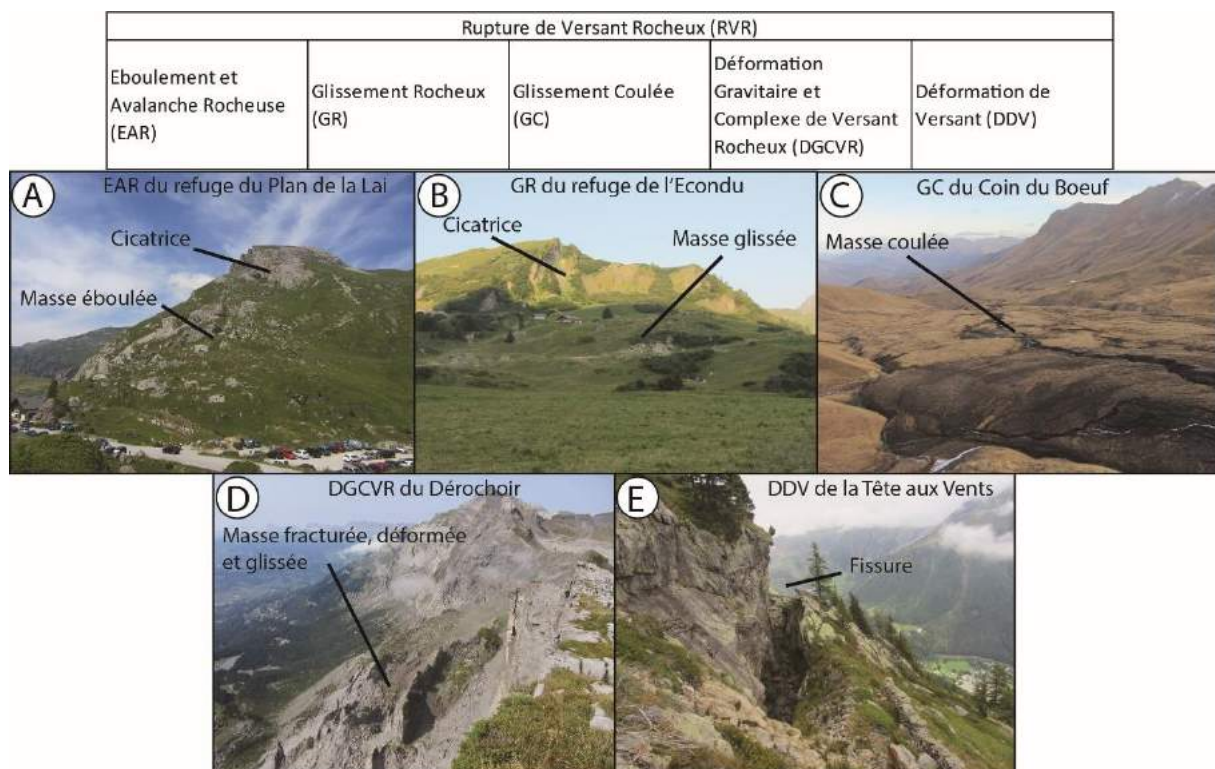 Rupture de Versant Rocheux (RVR)
Eboulement et
Avalanche Rocheuse
(EAR)
Glissement Rocheux
(GR)
Glissement Coulée
(GC)
Déformation
Gravitaire et
Complexe de Versant
Rocheux (DGCVR)
Déformation de
Versant (DDV)
A
EAR du refuge du Plan de la Lai
Cicatrice
Masse éboulée
B
GR du refuge de l'Econdu
Cicatrice
Masse glissée
C
GC du Coin du Boeuf
Masse coulée
D
DGCVR du Dérochoir
Masse fracturée, déformée
et glissée
E
DDV de la Tête aux Vents
Fissure